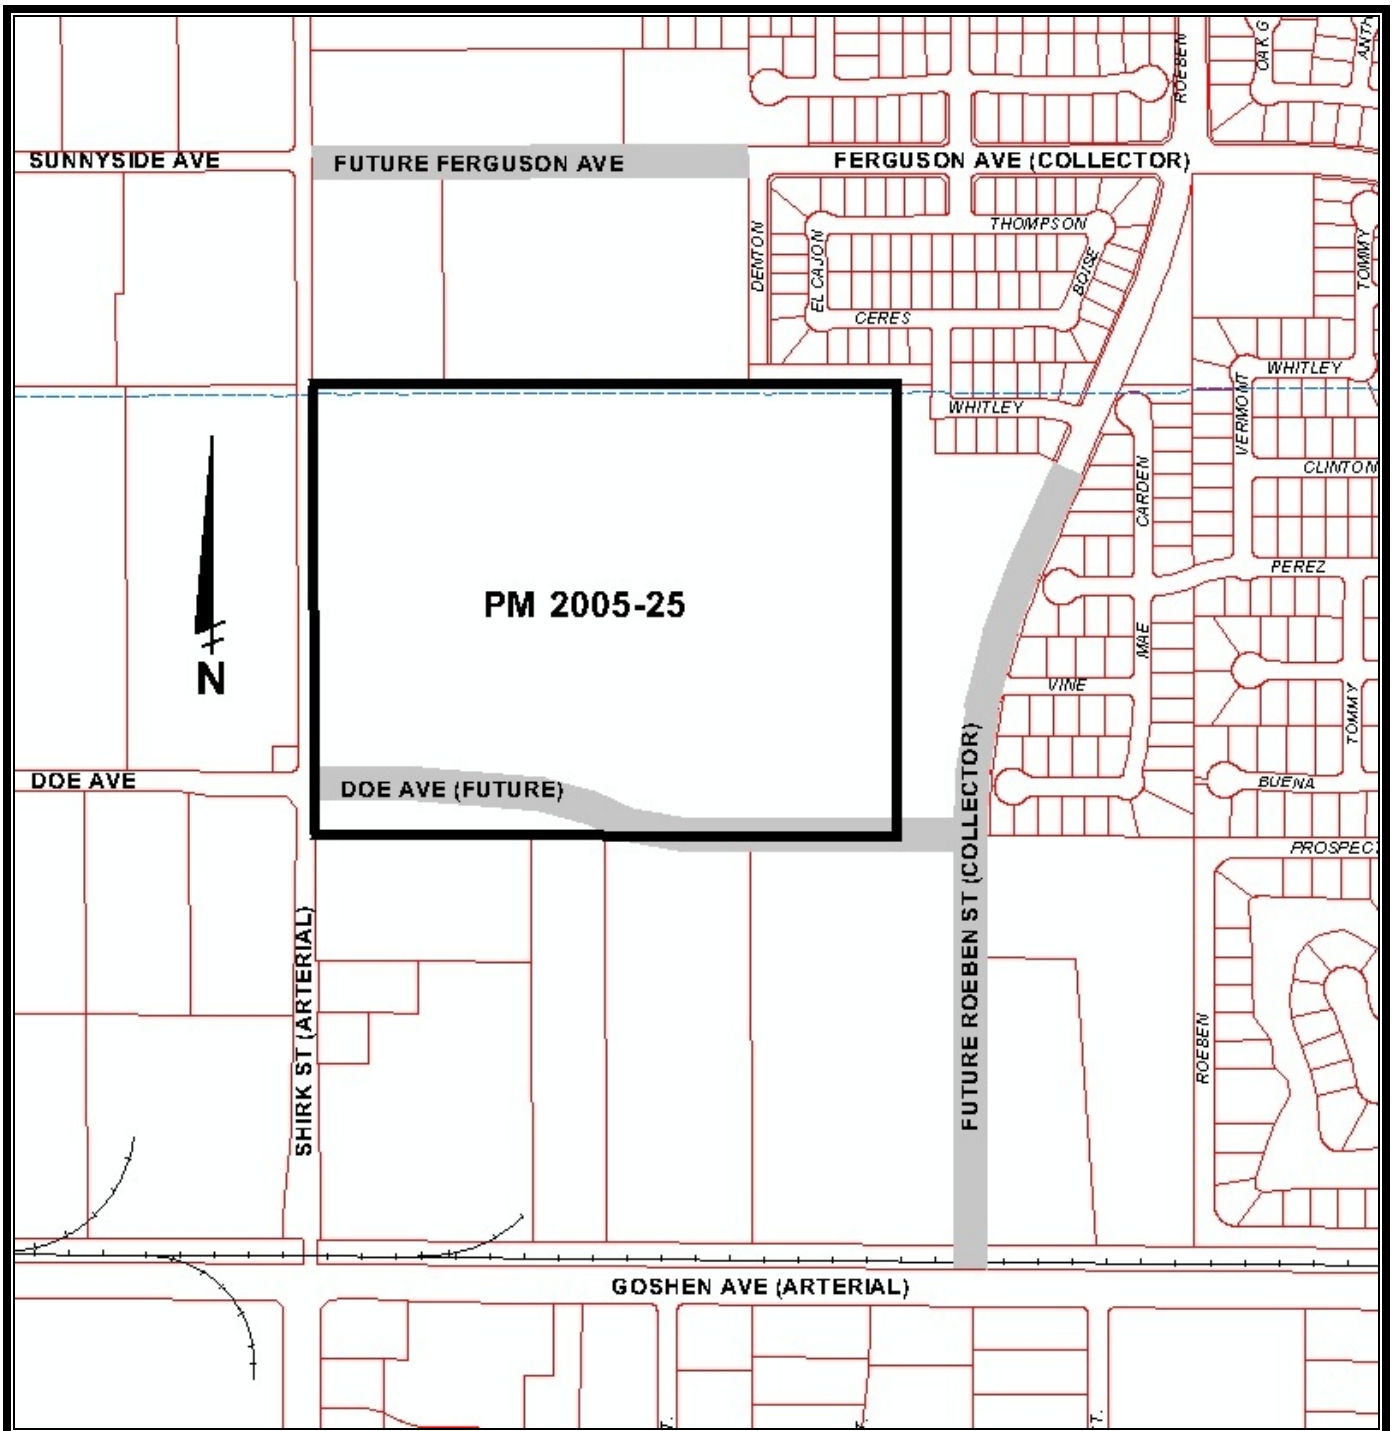 ROEBEN
OAK G
ANTH
SUNNYSIDE AVE
FUTURE FERGUSON AVE
FERGUSON AVE (COLLECTOR)
THOMPSON
DENTON
EL CAJON
BOISE
TOMMY
CERES
WHITLEY
WHITLEY
VERMONT
CLINTON
CARDEN
PEREZ
PM 2005-25
MAE
N
VINE
TOMMY
DOE AVE
DOE AVE (FUTURE)
BUENA
PROSPECT
FUTURE ROEBEN ST (COLLECTOR)
SHIRK ST (ARTERIAL)
ROEBEN
GOSHEN AVE (ARTERIAL)
T.
T.
T.